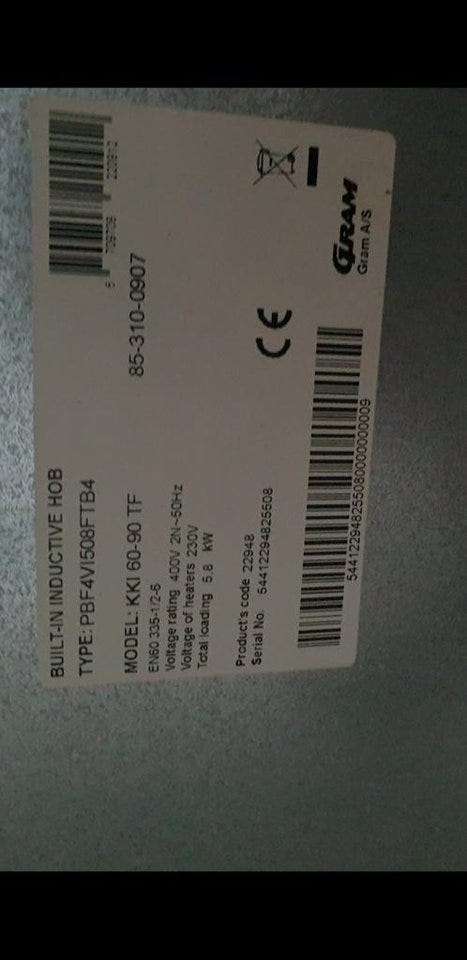 BUILT-IN INDUCTIVE HOB
TYPE: PBF4VI508FTB4
MODEL: KKI 60-90 TF
85-310-0907
EN60 335-1/2-6
Voltage rating 400V 2N~50Hz
Voltage of heaters 230V
Total loading 5.8 kW
Product's code 22948
Serial No. 54412294825508
CE
544122948255080000000000009
GRAM
Gram A/S